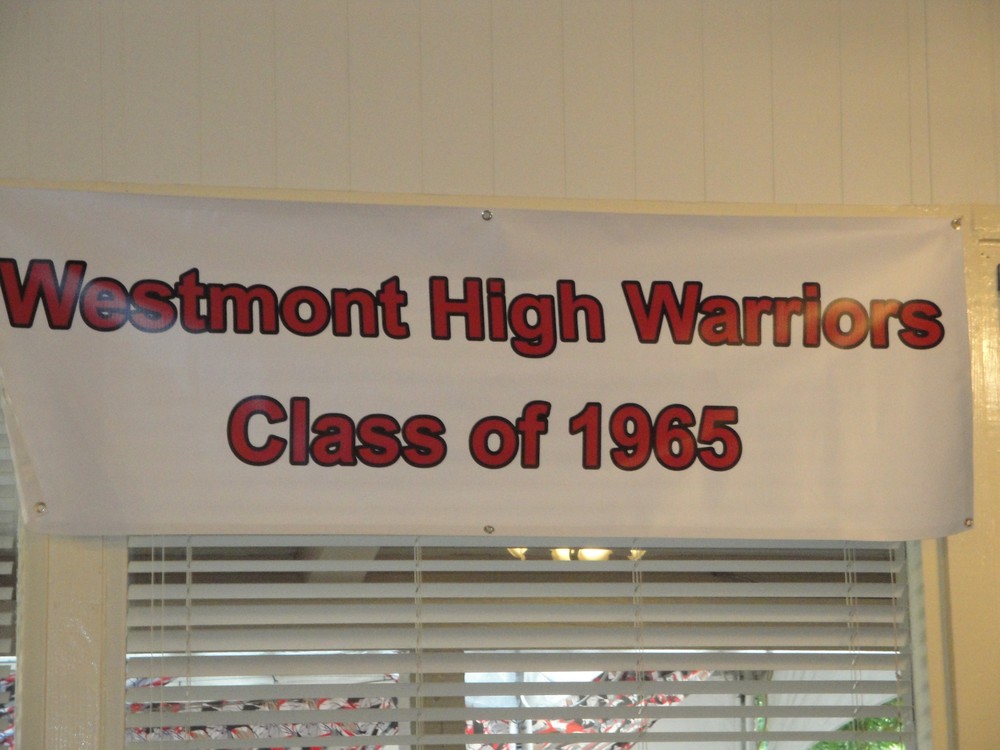 Westmont High Warriors
Class of 1965